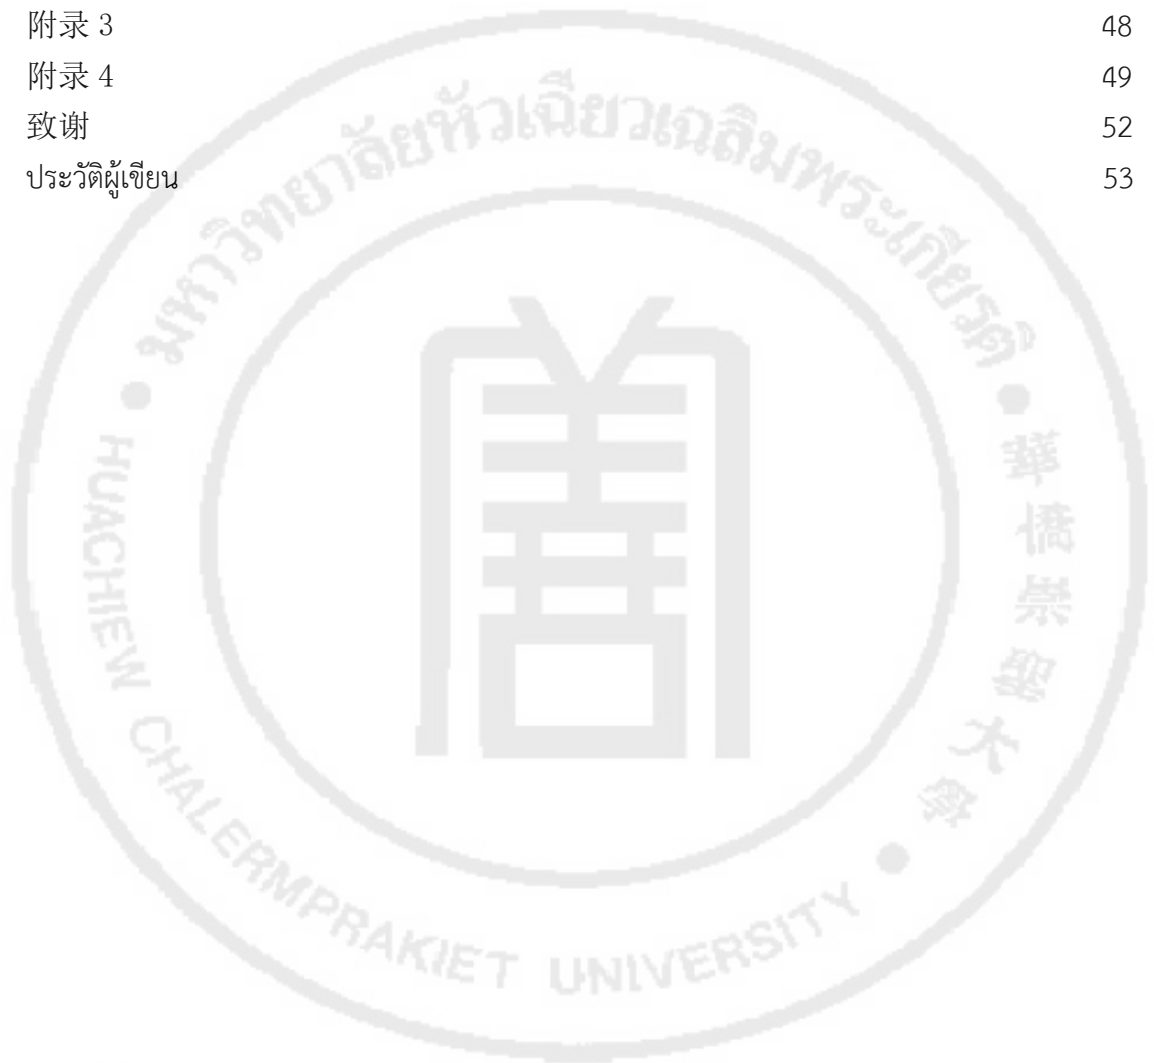 附录 3 48
附录 4 49
致谢 52
ประวัติผู้เขียน 53
มหาวิทยาลัยหัวเฉียวเฉลิมพระเกียรติ
華僑崇聖大學
HUACHIEW CHALERMPRAKIET UNIVERSITY